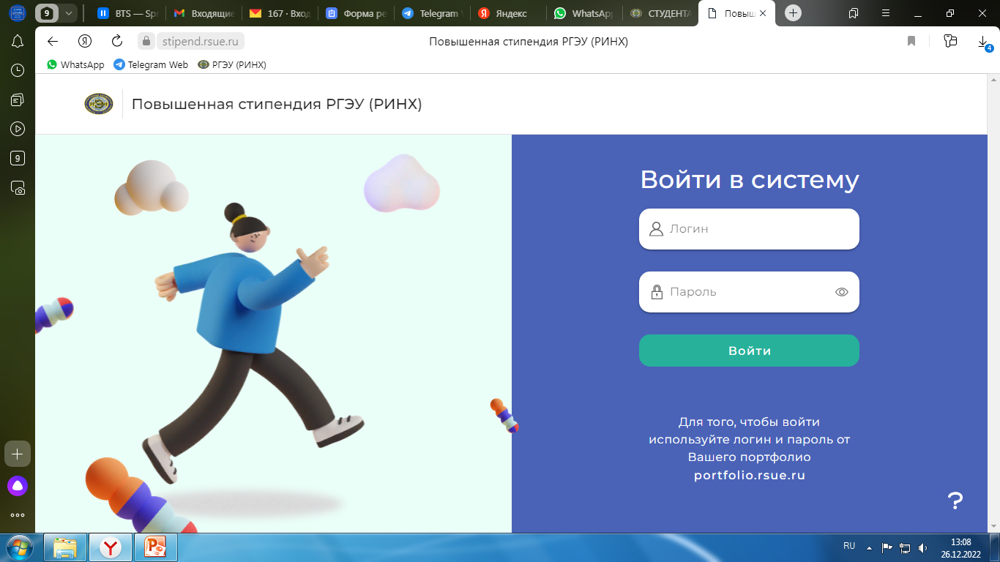 9
BTS — Spr
Входящие
167 · Вход
Форма ре
Telegram W
Яндекс
WhatsApp
СТУДЕНТА
Повыш
stipend.rsue.ru
Повышенная стипендия РГЭУ (РИНХ)
4
WhatsApp
Telegram Web
РГЭУ (РИНХ)
9
Повышенная стипендия РГЭУ (РИНХ)
Войти в систему
Логин
Пароль
Войти
Для того, чтобы войти
используйте логин и пароль от
Вашего портфолио
portfolio.rsue.ru
?
RU
13:08
26.12.2022